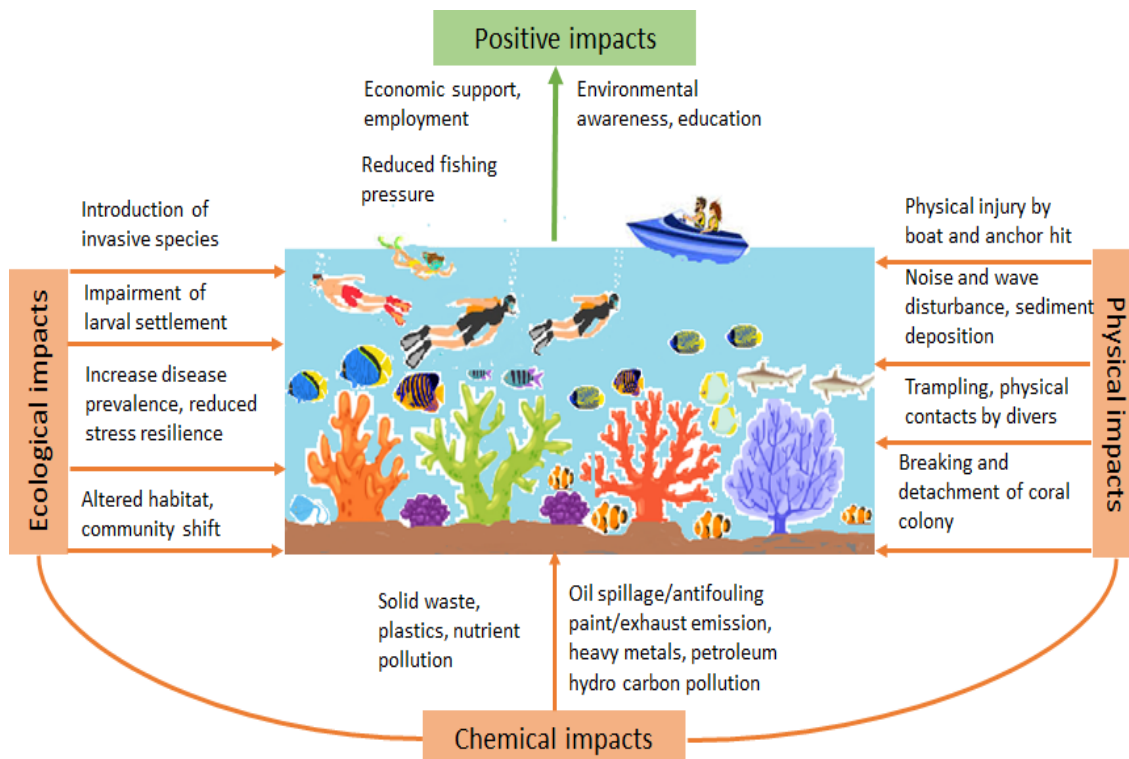 Positive impacts
Economic support,
employment
Environmental
awareness, education
Reduced fishing
pressure
Ecological impacts
Introduction of
invasive species
Impairment of
larval settlement
Increase disease
prevalence, reduced
stress resilience
Altered habitat,
community shift
Physical impacts
Physical injury by
boat and anchor hit
Noise and wave
disturbance, sediment
deposition
Trampling, physical
contacts by divers
Breaking and
detachment of coral
colony
Solid waste,
plastics, nutrient
pollution
Oil spillage/antifouling
paint/exhaust emission,
heavy metals, petroleum
hydro carbon pollution
Chemical impacts